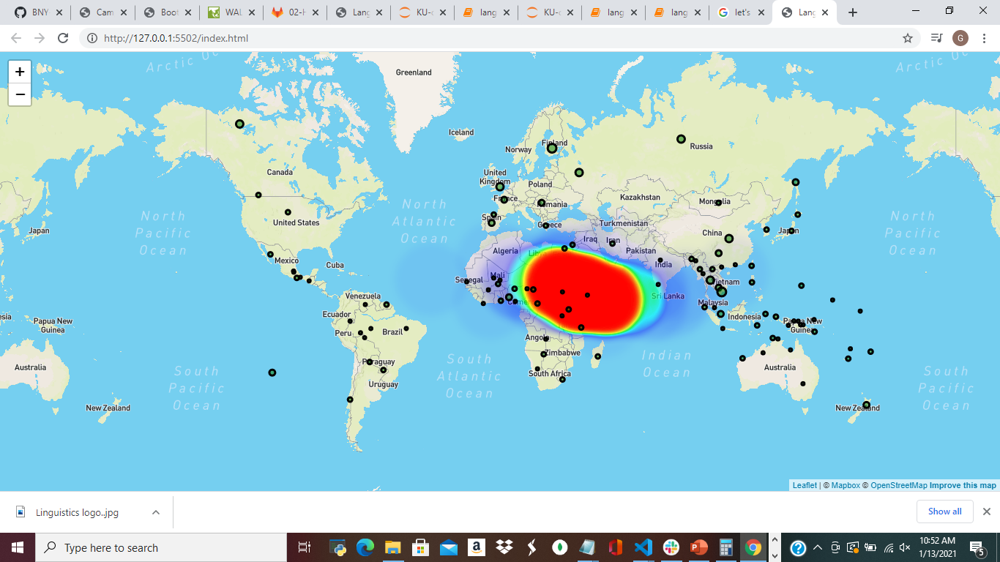 BNY
Cam
Boot
WAL
02-H
Lang
KU-c
lang
KU-c
lang
lang
let's
Lang
http://127.0.0.1:5502/index.html
G
+
−
Arctic Oc
Arctic Oc
Greenland
Iceland
Finland
Norway
Russia
Canada
United
Kingdom
Poland
France
Romania
Kazakhstan
Mongolia
North
Pacific
Ocean
United States
North
Atlantic
Ocean
Spain
Greece
Turkmenistan
North
Pacific
Ocean
Japan
China
Japan
Iraq
Iran
Algeria
Pakistan
Mexico
Cuba
India
Senegal
Mali
Vietnam
Venezuela
Sri Lanka
Malaysia
Ecuador
Indonesia
Papua New
Guinea
Papua New
Guinea
Peru
Brazil
Angola
Zimbabwe
South
Atlantic
Ocean
Indian
Ocean
Paraguay
Australia
Australia
South Africa
South
Pacific
Ocean
Uruguay
South
Pacific
Ocean
New Zealand
New Zealand
Leaflet | © Mapbox © OpenStreetMap Improve this map
Linguistics logo..jpg
Show all
Type here to search
10:52 AM
1/13/2021
5